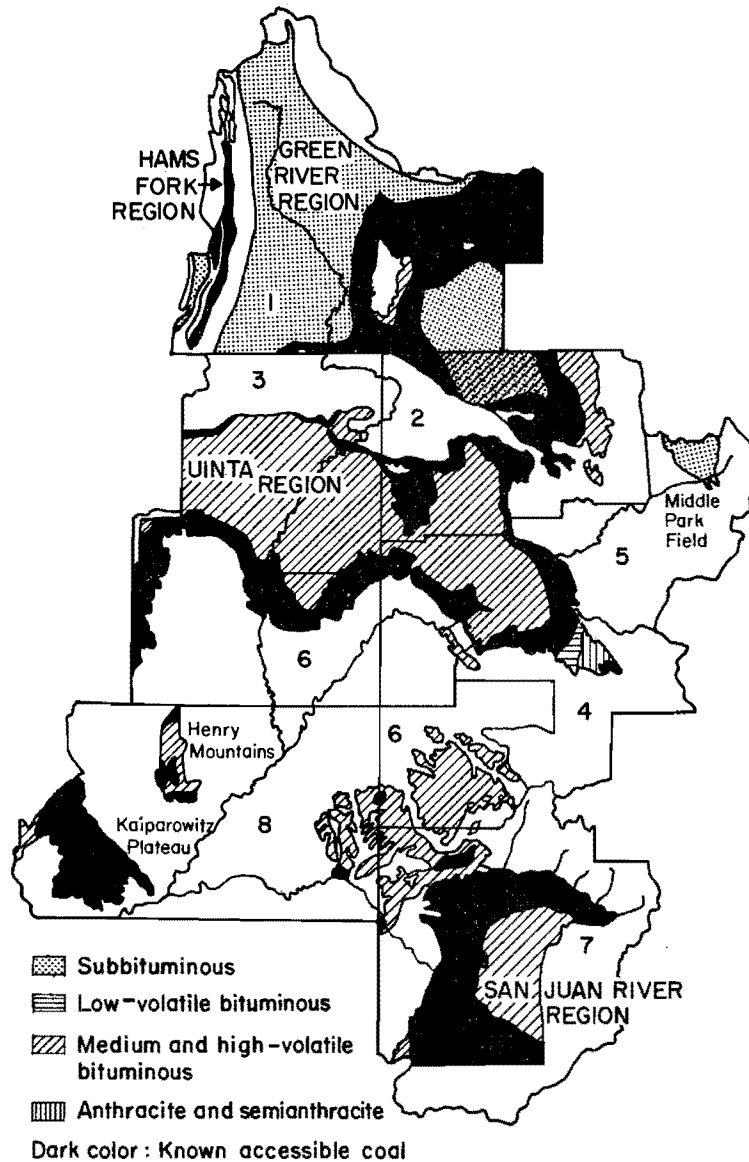 HAMS
FORK
REGION
GREEN
RIVER
REGION
1
3
2
UINTA REGION
Middle
Park
Field
5
6
4
Henry
Mountains
6
Kaiparowitz
Plateau
8
7
SAN JUAN RIVER
REGION
Subbituminous
Low-volatile bituminous
Medium and high-volatile
bituminous
Anthracite and semianthracite
Dark color : Known accessible coal